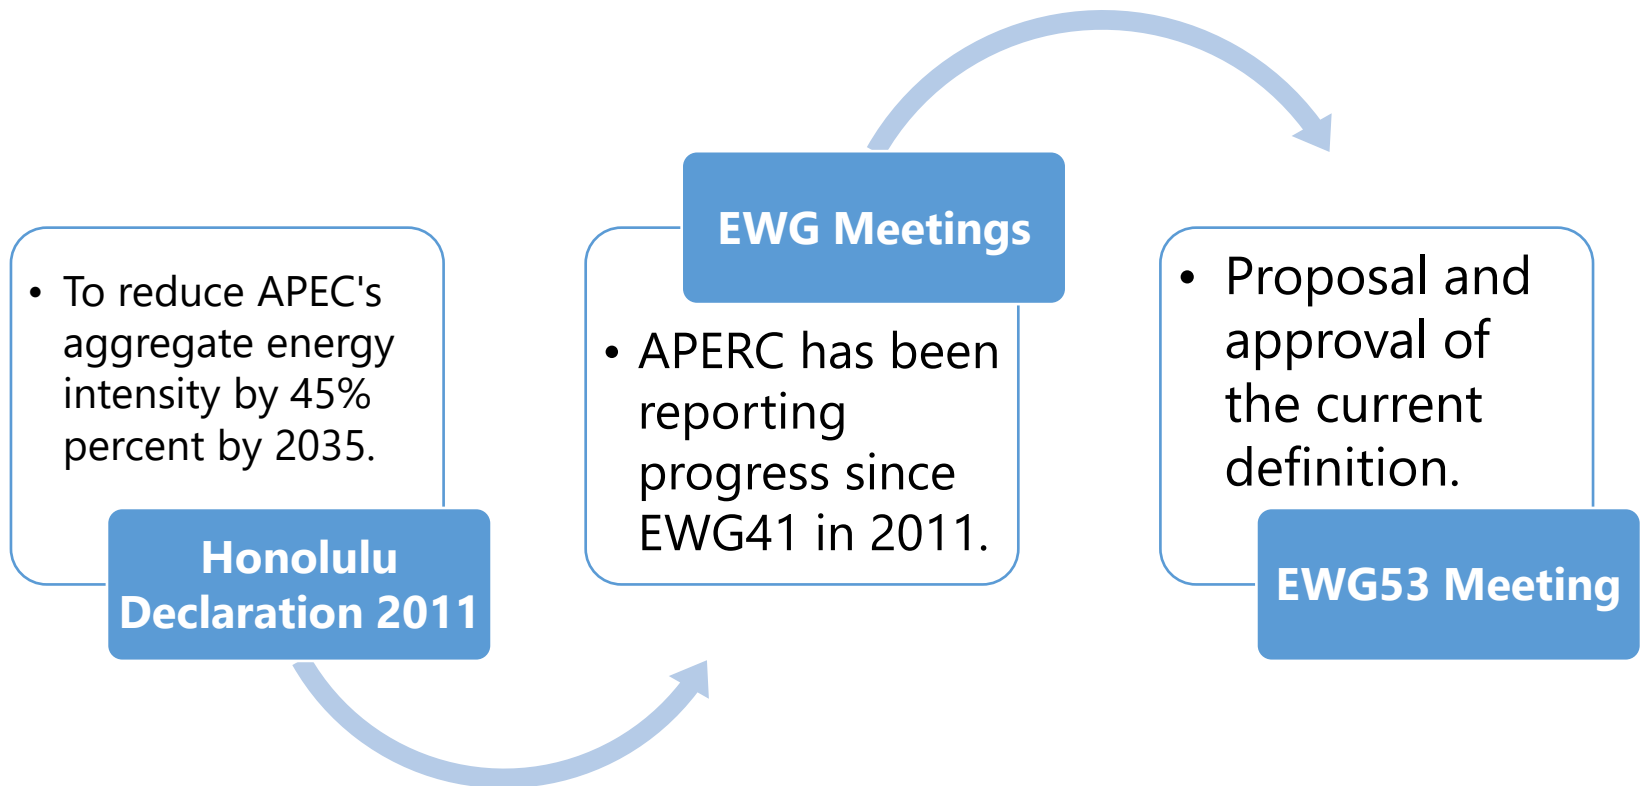 • To reduce APEC's
aggregate energy
intensity by 45%
percent by 2035.
Honolulu
Declaration 2011
EWG Meetings
• APERC has been
reporting
progress since
EWG41 in 2011.
• Proposal and
approval of
the current
definition.
EWG53 Meeting